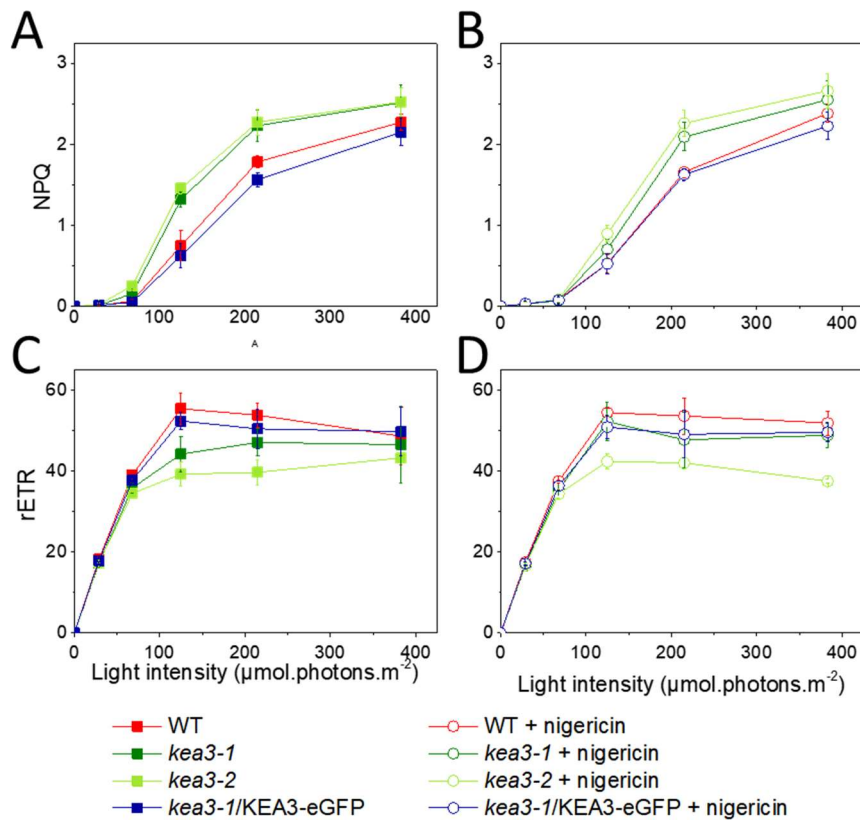 A
B
3
2
1
0
NPQ
0 100 200 300 400
3
2
1
0
0 100 200 300 400
A
C
D
60
40
20
0
rETR
0 100 200 300 400
Light intensity (µmol.photons.m-2)
60
40
20
0
0 100 200 300 400
Light intensity (µmol.photons.m-2)
WT
WT + nigericin
kea3-1
kea3-1 + nigericin
kea3-2
kea3-2 + nigericin
kea3-1/KEA3-eGFP
kea3-1/KEA3-eGFP + nigericin